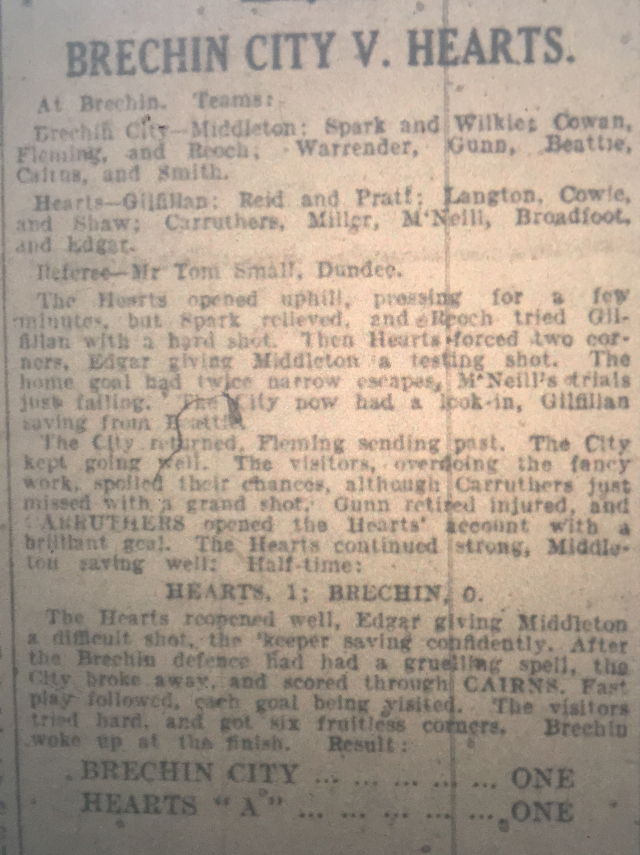 BRECHIN CITY V. HEARTS.
At Brechin. Teams:
Brechin City—Middleton; Spark and Wilkie; Cowan,
Fleming, and Reoch; Warrender, Gunn, Beattie,
Cairns, and Smith.
Hearts—Gilfillan; Reid and Pratt; Langton, Cowie,
and Shaw; Carruthers, Miller, M'Neill, Broadfoot,
and Edgar.
Referee—Mr Tom Small, Dundee.
The Hearts opened uphill, pressing for a few
minutes, but Spark relieved, and Reoch tried Gil-
fillan with a hard shot. Then Hearts forced two cor-
ners, Edgar giving Middleton a testing shot. The
home goal had twice narrow escapes, M'Neill's trials
just failing. The City now had a look-in, Gilfillan
saving from Beattie.
The City returned, Fleming sending past. The City
kept going well. The visitors, overdoing the fancy
work, spoiled their chances, although Carruthers just
missed with a grand shot. Gunn retired injured, and
CARRUTHERS opened the Hearts' account with a
brilliant goal. The Hearts continued strong, Middle-
ton saving well. Half-time:
HEARTS, 1; BRECHIN, 0.
The Hearts reopened well, Edgar giving Middleton
a difficult shot, the 'keeper saving confidently. After
the Brechin defence had had a gruelling spell, the
City broke away, and scored through CAIRNS. Fast
play followed, each goal being visited. The visitors
tried hard, and got six fruitless corners. Brechin
woke up at the finish. Result:
BRECHIN CITY ... ... ... ... ... ONE
HEARTS "A" ... ... ... ... ... ONE